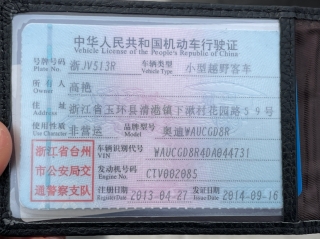 中华人民共和国机动车行驶证
Vehicle License of the People's Republic of China
号牌号码 Plate No. 浙JV513R 车辆类型 Vehicle Type 小型越野客车
所有人 Owner 高艳
住址 Address 浙江省玉环县清港镇下湫村花园路59号
使用性质 Use Character 非营运 品牌型号 Model 奥迪WAUCGD8R
浙江省台州市公安局交通警察支队
车辆识别代号 VIN WAUCGD8R4DA044731
发动机号码 Engine No. CTV002085
注册日期 Register Date 2013-04-27 发证日期 Issue Date 2014-09-16